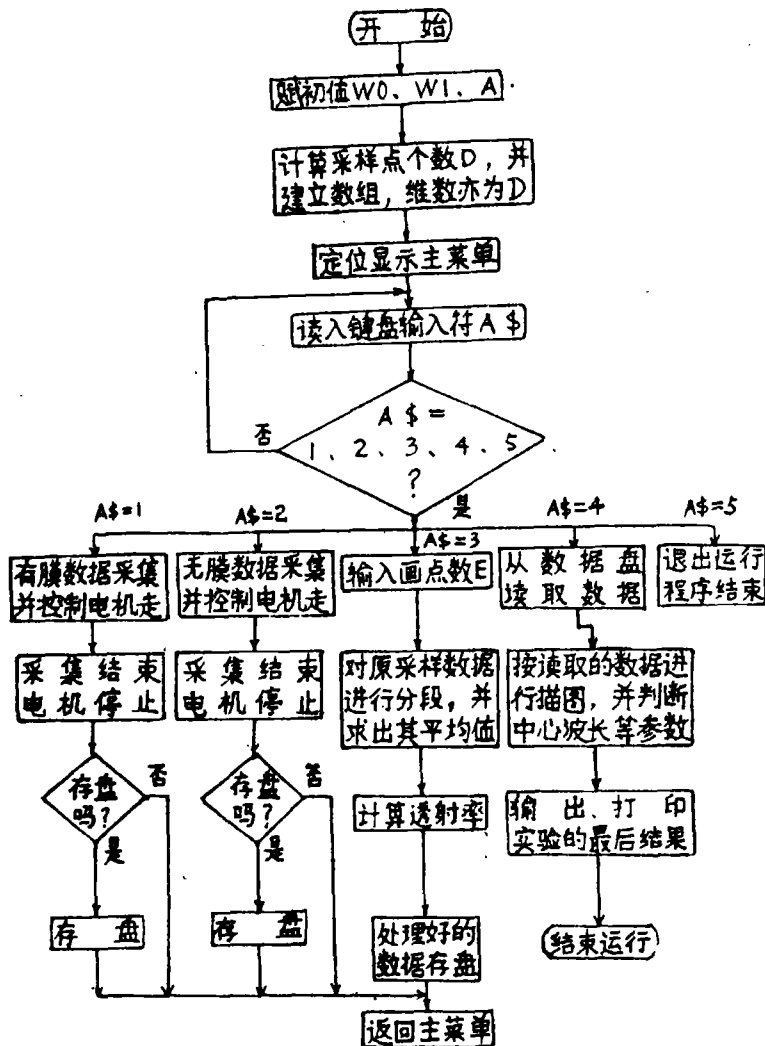 开 始
赋初值W0、W1、A.
计算采样点个数D，并
建立数组，维数亦为D
定位显示主菜单
读入键盘输入符A$
A$=
1、2、3、4、5
?
否
是
A$=1
有膜数据采集
并控制电机走
采集结束
电机停止
存盘
吗?
否
是
存 盘
A$=2
无膜数据采集
并控制电机走
采集结束
电机停止
存盘
吗?
否
是
存 盘
A$=3
输入画点数E
对原采样数据
进行分段，并
求出其平均值
计算透射率
处理好的
数据存盘
返回主菜单
A$=4
从数据盘
读取数据
按读取的数据进
行描图，并判断
中心波长等参数
输出、打印
实验的最后结果
结束运行
A$=5
退出运行
程序结束